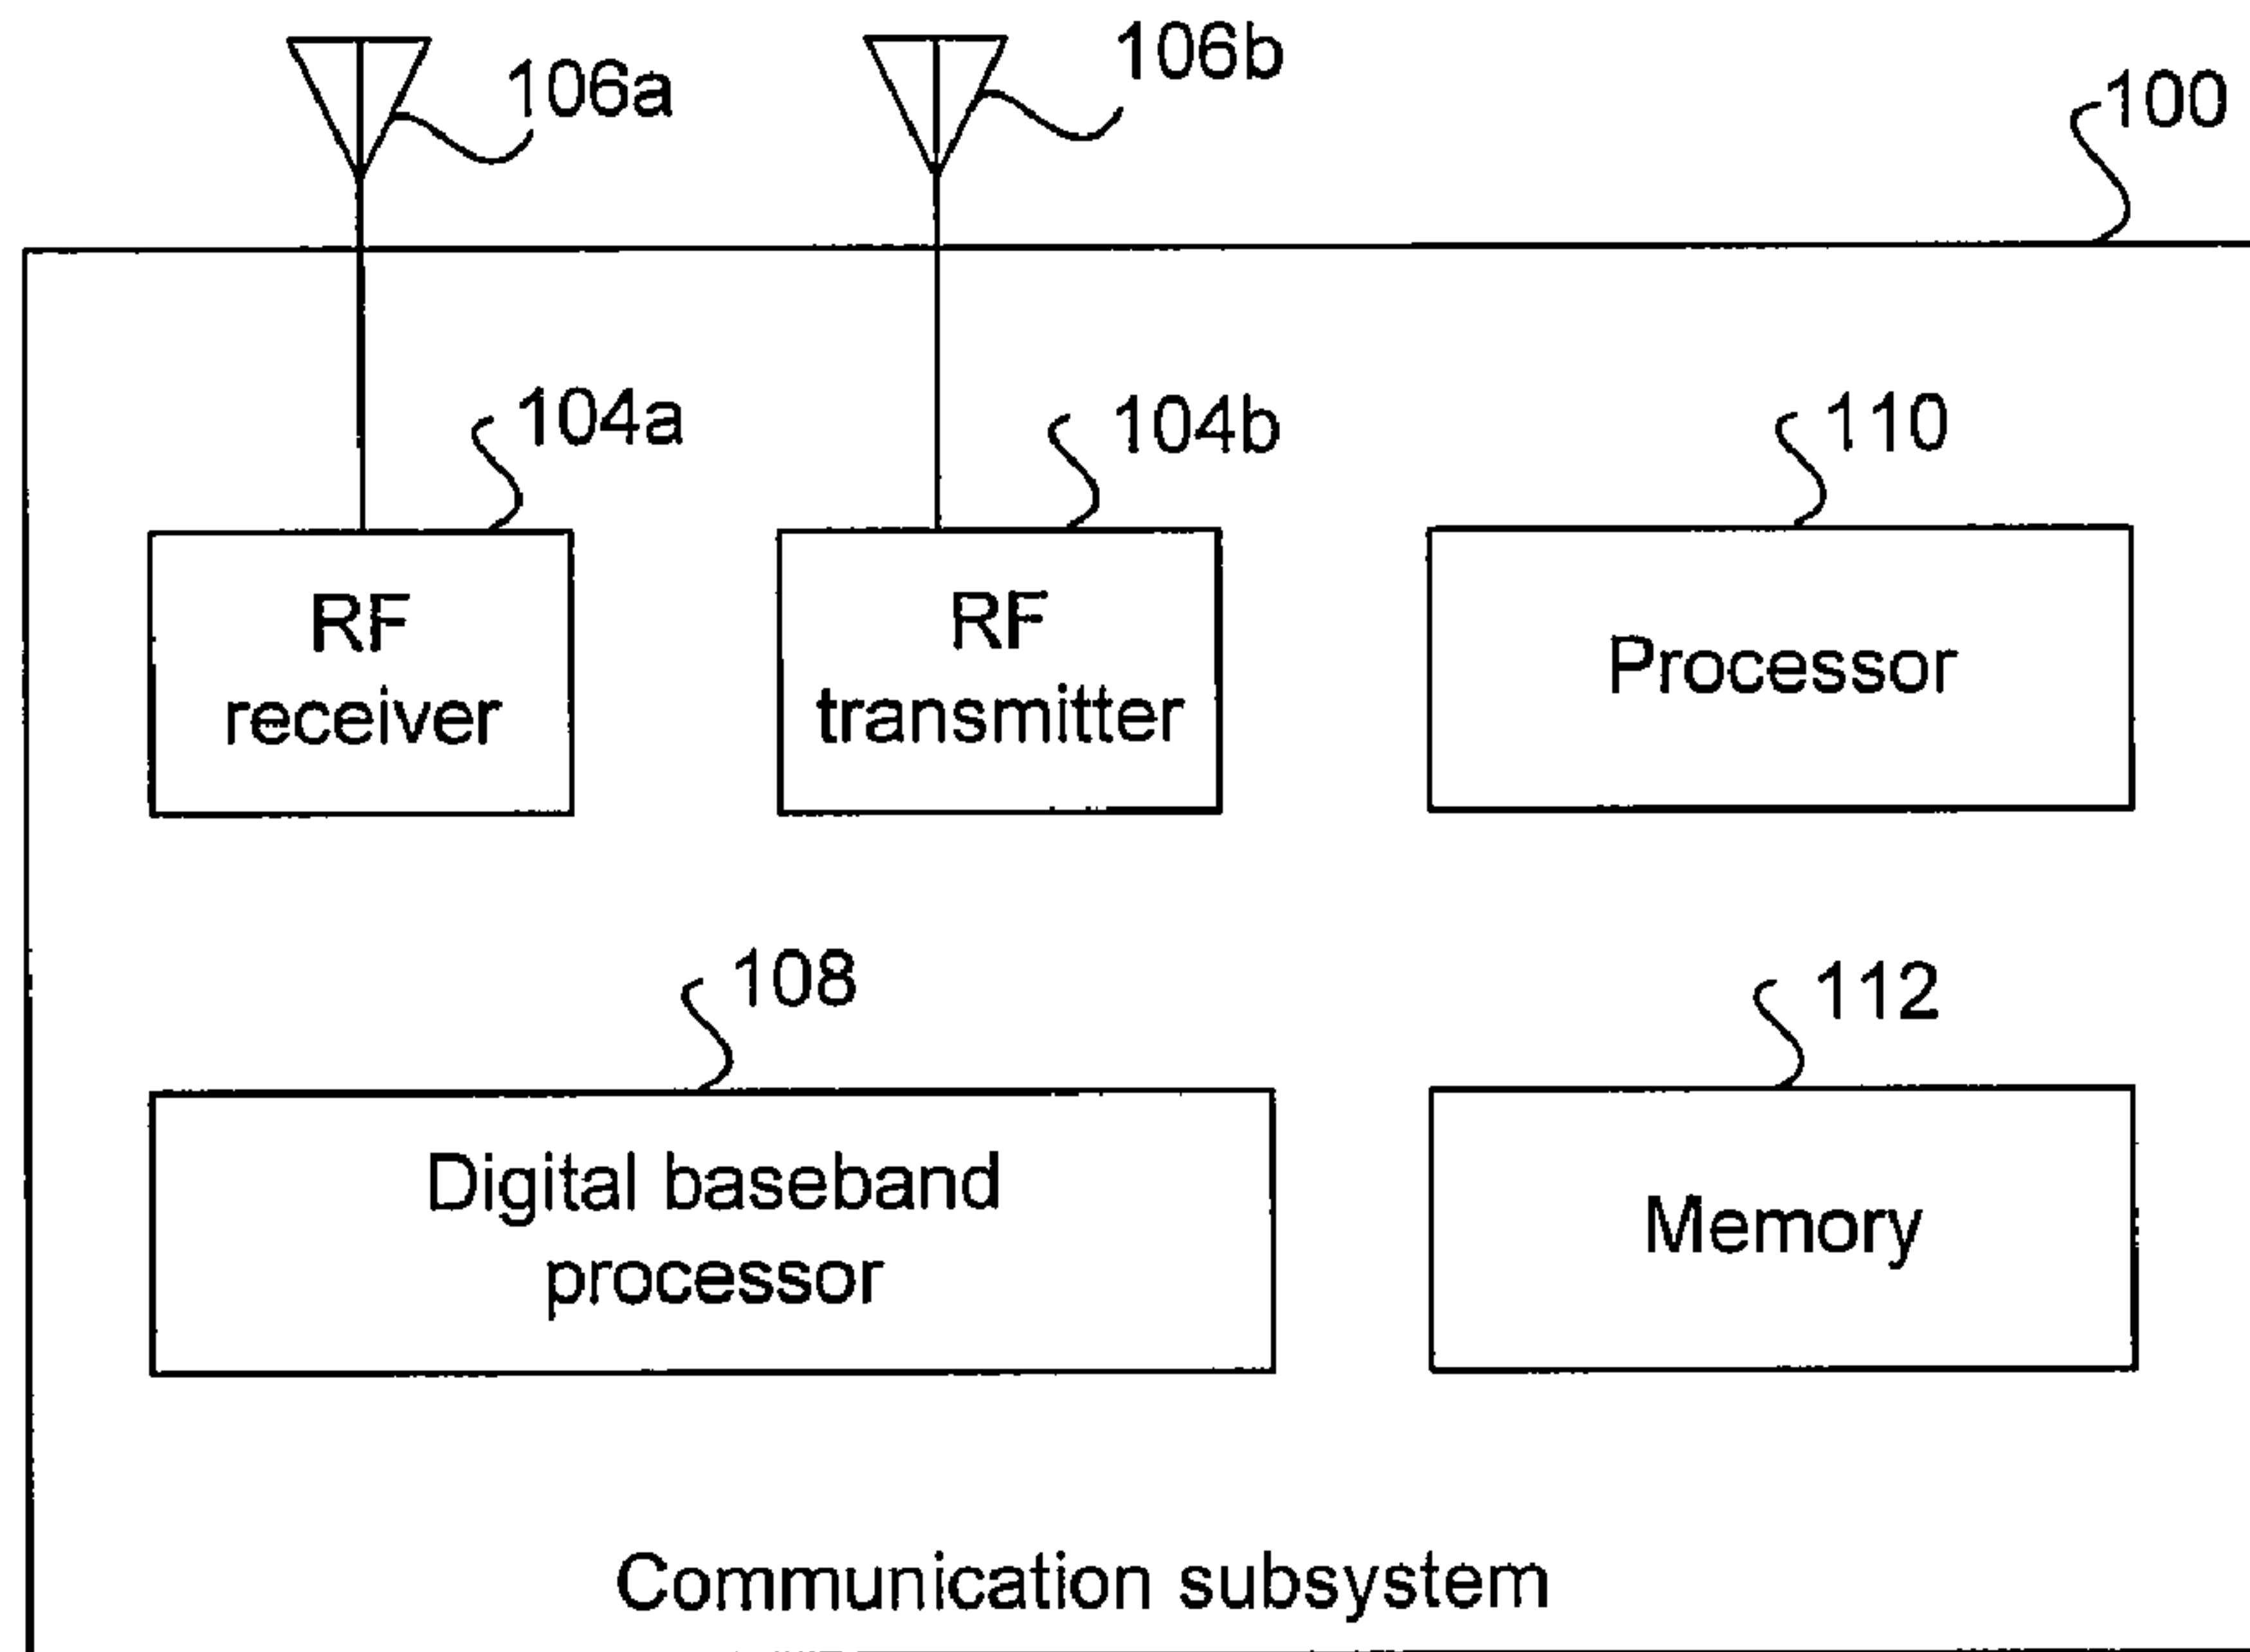 106a
106b
100
104a
104b
110
RF
receiver
RF
transmitter
Processor
108
112
Digital baseband
processor
Memory
Communication subsystem